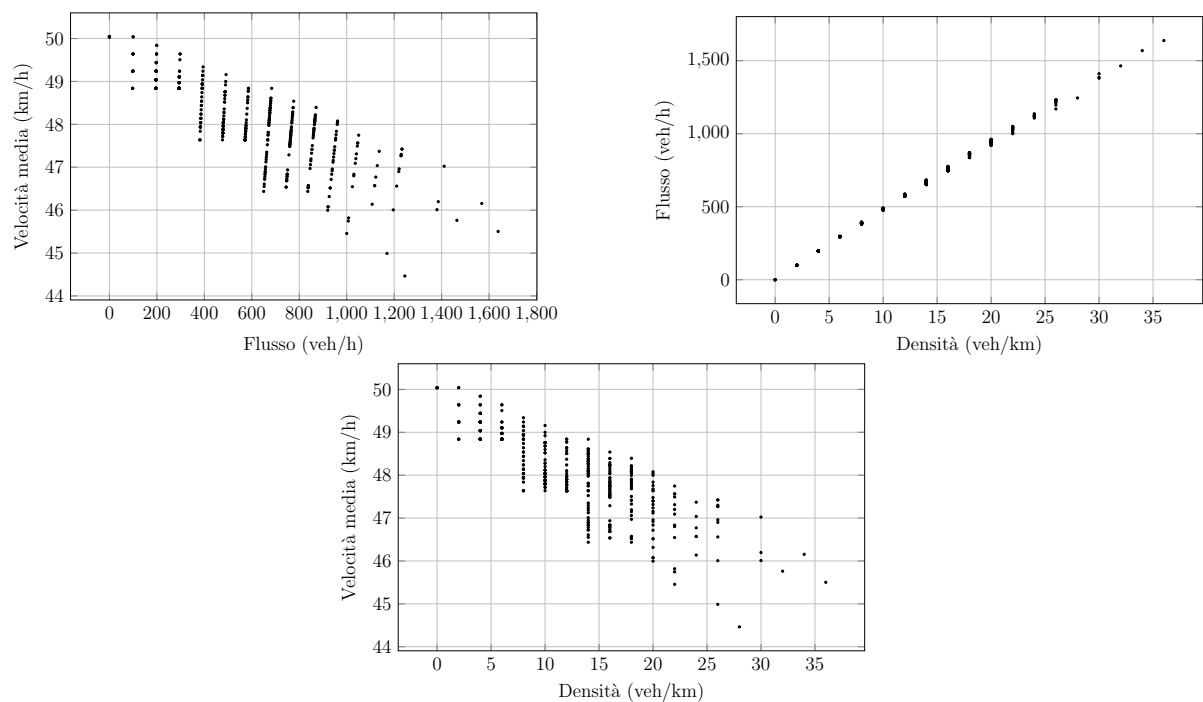 50
49
48
47
46
45
44
Velocità media (km/h)
0 200 400 600 800 1,000 1,200 1,400 1,600 1,800
Flusso (veh/h)
1,500
1,000
500
0
Flusso (veh/h)
0 5 10 15 20 25 30 35
Densità (veh/km)
50
49
48
47
46
45
44
Velocità media (km/h)
0 5 10 15 20 25 30 35
Densità (veh/km)